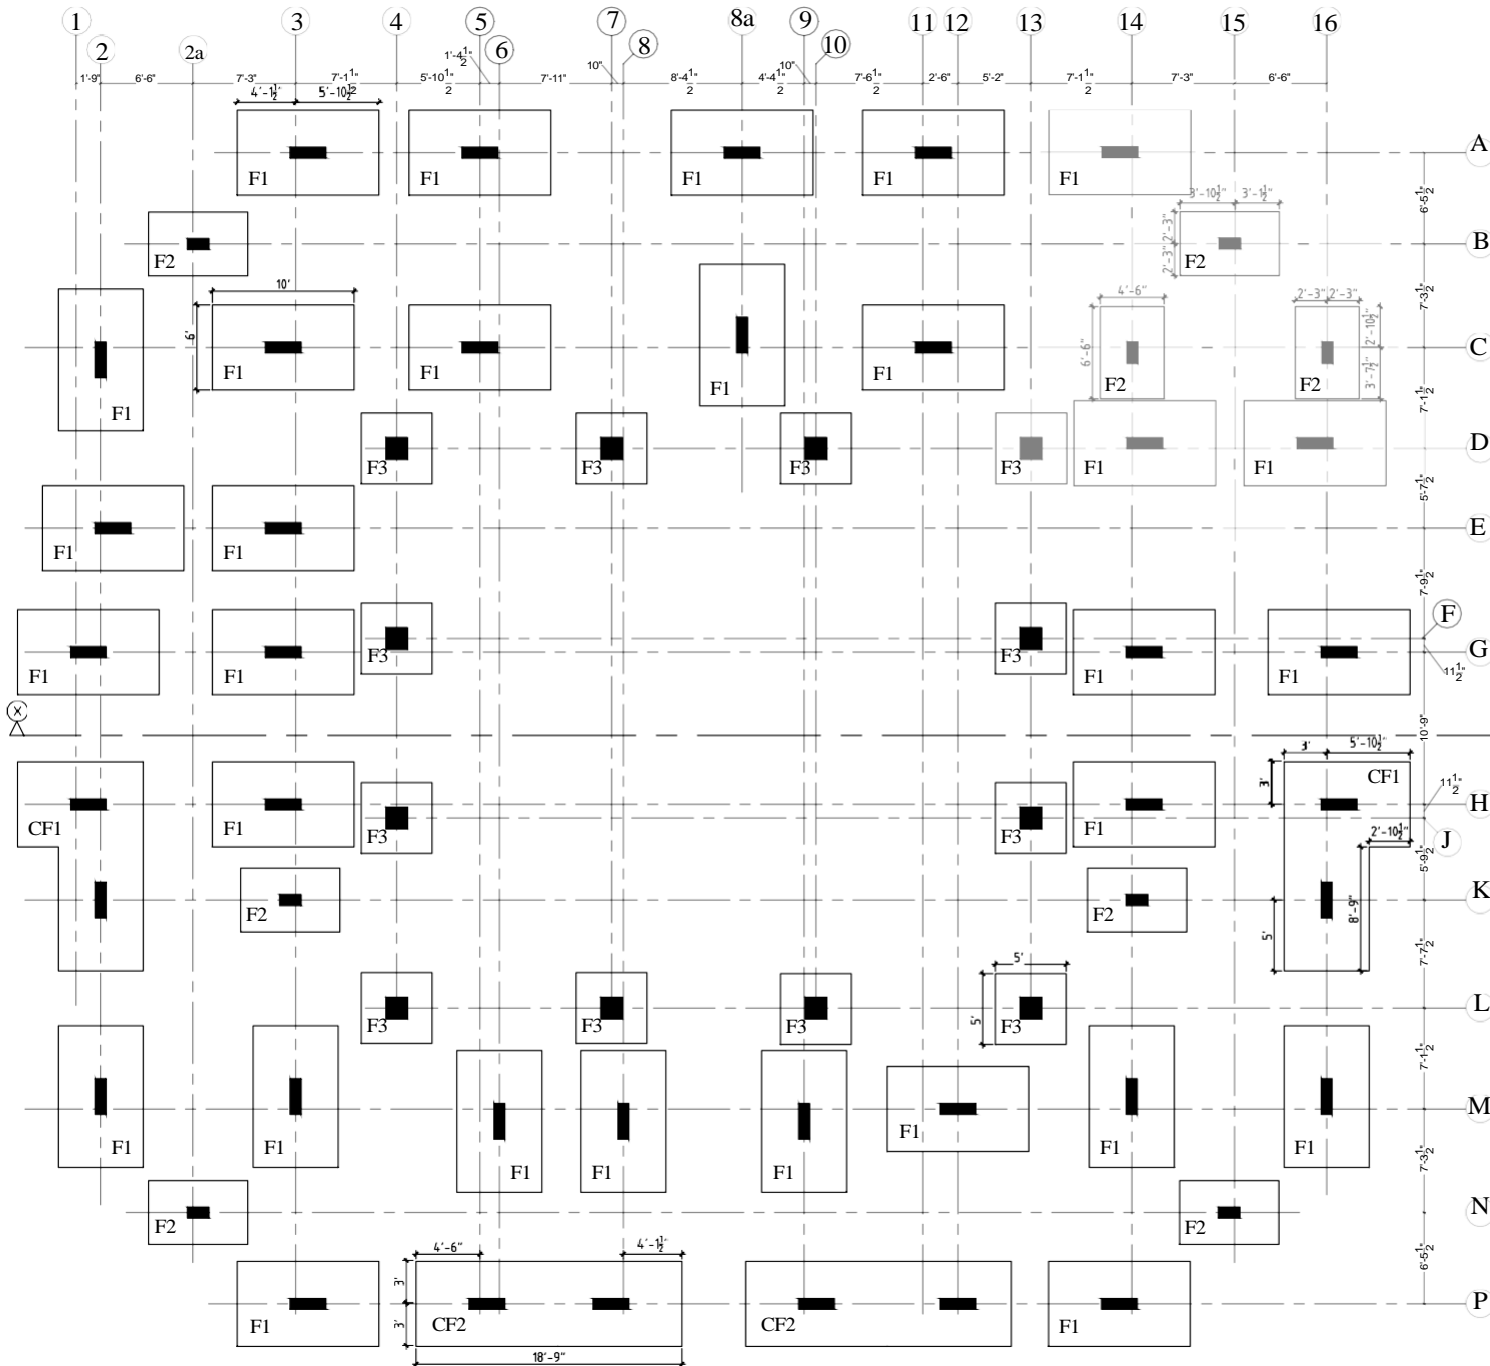 1 3 4 5 7 8a 9 11 12 13 14 15 16
2 2a 6 8 10
1'-9" 6'-6" 7'-3" 7'-1 1/2" 5'-10 1/2" 1'-4 1/2" 7'-11" 10" 8'-4 1/2" 4'-4 1/2" 10" 7'-6 1/2" 2'-6" 5'-2" 7'-1 1/2" 7'-3" 6'-6"
4'-1 1/2" 5'-10 1/2"
A
F1 F1 F1 F1 F1
6'-5 1/2"
3'-10 1/2" 3'-1 1/2"
2'-3"
B
2'-3"
F2 F2
7'-3 1/2"
10' 4'-6" 2'-3" 2'-3"
6' 6'-6" 2'-10 1/2"
C
3'-7 1/2"
F1 F1 F1 F1 F1 F2 F2
7'-1 1/2"
D
F3 F3 F3 F3 F1 F1
5'-7 1/2"
E
F1 F1
7'-9 1/2"
F
G
F3 F3
F1 F1 F1 F1
11 1/2"
X
10'-9"
3' 5'-10 1/2"
3' CF1
11 1/2"
H
CF1 F1 F3 F3 F1
2'-10 1/2"
J
5'-9 1/2"
K
F2 F2
5' 8'-9"
7'-7 1/2"
5'
L
5'
F3 F3 F3 F3
7'-1 1/2"
M
F1 F1 F1 F1 F1 F1 F1 F1
7'-3 1/2"
N
F2 F2
6'-5 1/2"
4'-6" 4'-1 1/2"
3'
P
3'
F1 CF2 CF2 F1
18'-9"